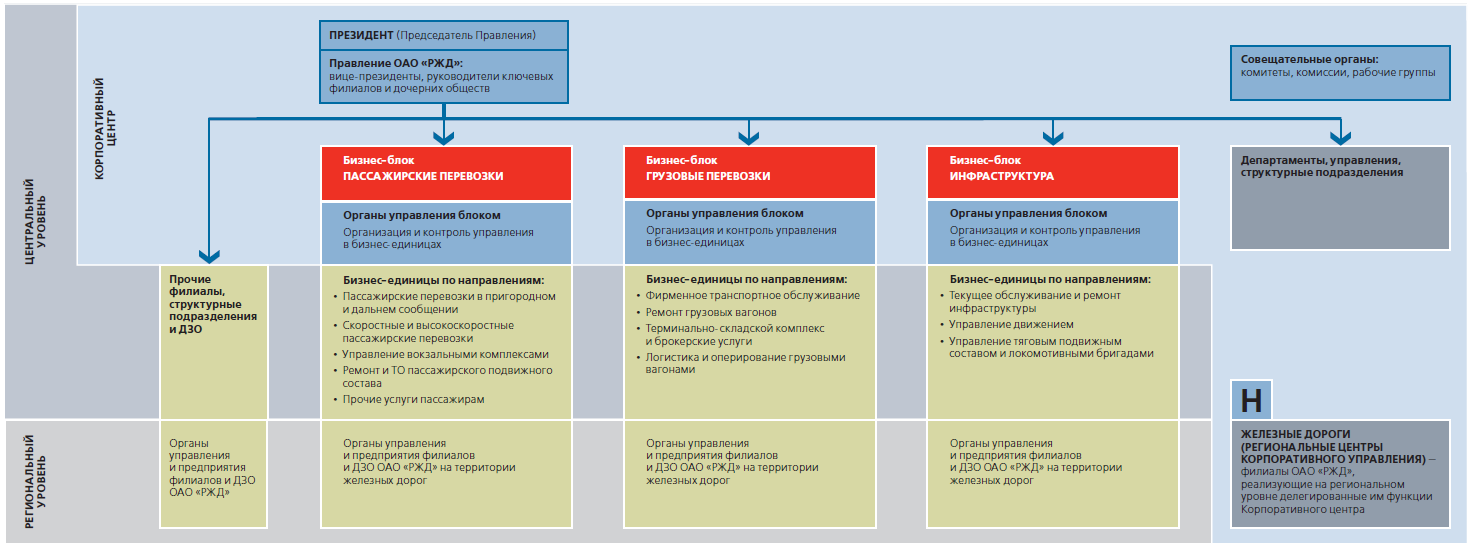 ЦЕНТРАЛЬНЫЙ
УРОВЕНЬ
КОРПОРАТИВНЫЙ
ЦЕНТР
ПРЕЗИДЕНТ (Председатель Правления)
Правление ОАО «РЖД»:
вице-президенты, руководители ключевых
филиалов и дочерних обществ
Совещательные органы:
комитеты, комиссии, рабочие группы
Бизнес-блок
ПАССАЖИРСКИЕ ПЕРЕВОЗКИ
Органы управления блоком
Организация и контроль управления
в бизнес-единицах
Бизнес-блок
ГРУЗОВЫЕ ПЕРЕВОЗКИ
Органы управления блоком
Организация и контроль управления
в бизнес-единицах
Бизнес-блок
ИНФРАСТРУКТУРА
Органы управления блоком
Организация и контроль управления
в бизнес-единицах
Департаменты, управления,
структурные подразделения
Прочие
филиалы,
структурные
подразделения
и ДЗО
Бизнес-единицы по направлениям:
• Пассажирские перевозки в пригородном
и дальнем сообщении
• Скоростные и высокоскоростные
пассажирские перевозки
• Управление вокзальными комплексами
• Ремонт и ТО пассажирского подвижного
состава
• Прочие услуги пассажирам
Бизнес-единицы по направлениям:
• Фирменное транспортное обслуживание
• Ремонт грузовых вагонов
• Терминально-складской комплекс
и брокерские услуги
• Логистика и оперирование грузовыми
вагонами
Бизнес-единицы по направлениям:
• Текущее обслуживание и ремонт
инфраструктуры
• Управление движением
• Управление тяговым подвижным
составом и локомотивными бригадами
РЕГИОНАЛЬНЫЙ
УРОВЕНЬ
Органы
управления
и предприятия
филиалов и ДЗО
ОАО «РЖД»
Органы управления
и предприятия филиалов
и ДЗО ОАО «РЖД» на территории
железных дорог
Органы управления
и предприятия филиалов
и ДЗО ОАО «РЖД» на территории
железных дорог
Органы управления
и предприятия филиалов
и ДЗО ОАО «РЖД» на территории
железных дорог
Н
ЖЕЛЕЗНЫЕ ДОРОГИ
(РЕГИОНАЛЬНЫЕ ЦЕНТРЫ
КОРПОРАТИВНОГО УПРАВЛЕНИЯ) –
филиалы ОАО «РЖД»,
реализующие на региональном
уровне делегированные им функции
Корпоративного центра